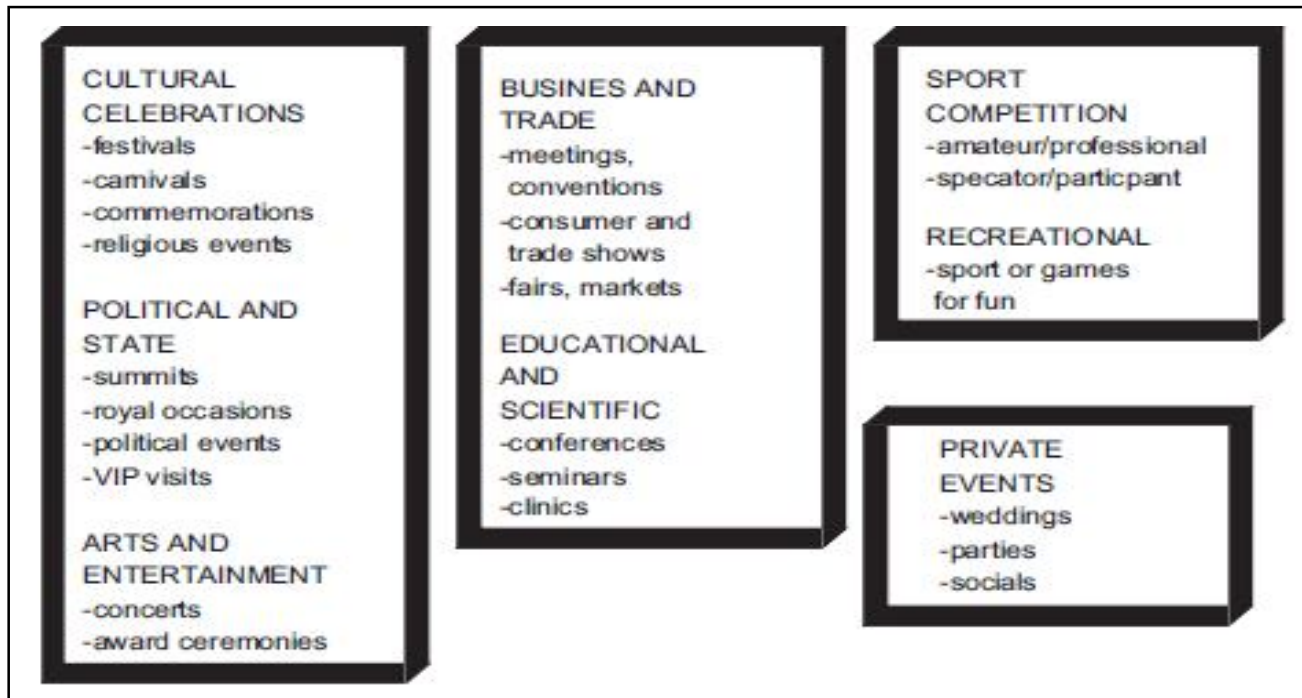 CULTURAL
CELEBRATIONS
-festivals
-carnivals
-commemorations
-religious events
POLITICAL AND
STATE
-summits
-royal occasions
-political events
-VIP visits
ARTS AND
ENTERTAINMENT
-concerts
-award ceremonies
BUSINES AND
TRADE
-meetings,
conventions
-consumer and
trade shows
-fairs, markets
EDUCATIONAL
AND
SCIENTIFIC
-conferences
-seminars
-clinics
SPORT
COMPETITION
-amateur/professional
-specator/particpant
RECREATIONAL
-sport or games
for fun
PRIVATE
EVENTS
-weddings
-parties
-socials